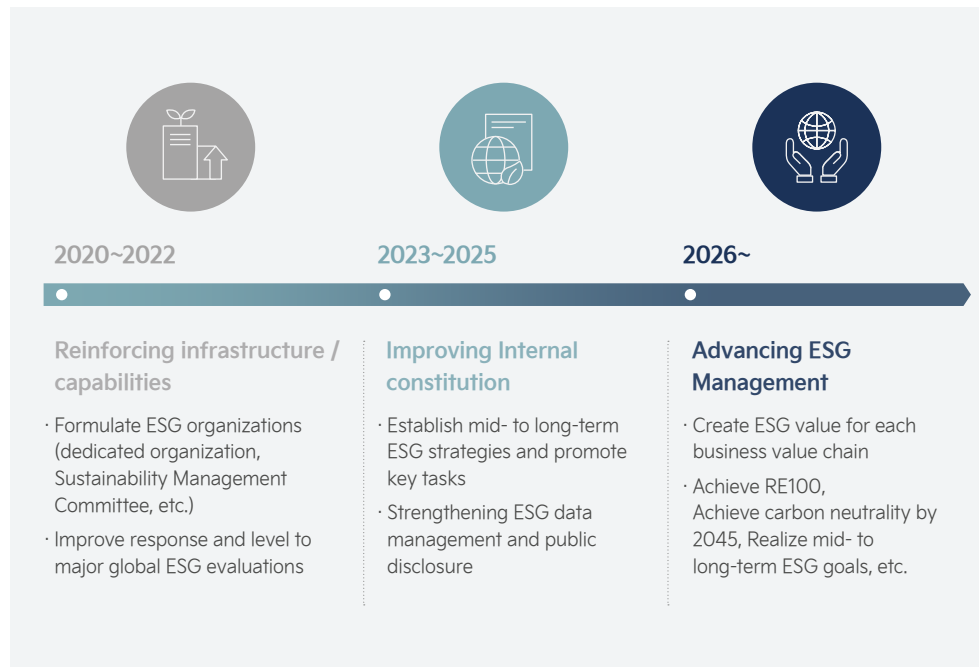 2020~2022
2023~2025
2026~
Reinforcing infrastructure /
capabilities
· Formulate ESG organizations
(dedicated organization,
Sustainability Management
Committee, etc.)
· Improve response and level to
major global ESG evaluations
Improving Internal
constitution
· Establish mid- to long-term
ESG strategies and promote
key tasks
· Strengthening ESG data
management and public
disclosure
Advancing ESG
Management
· Create ESG value for each
business value chain
· Achieve RE100,
Achieve carbon neutrality by
2045, Realize mid- to
long-term ESG goals, etc.